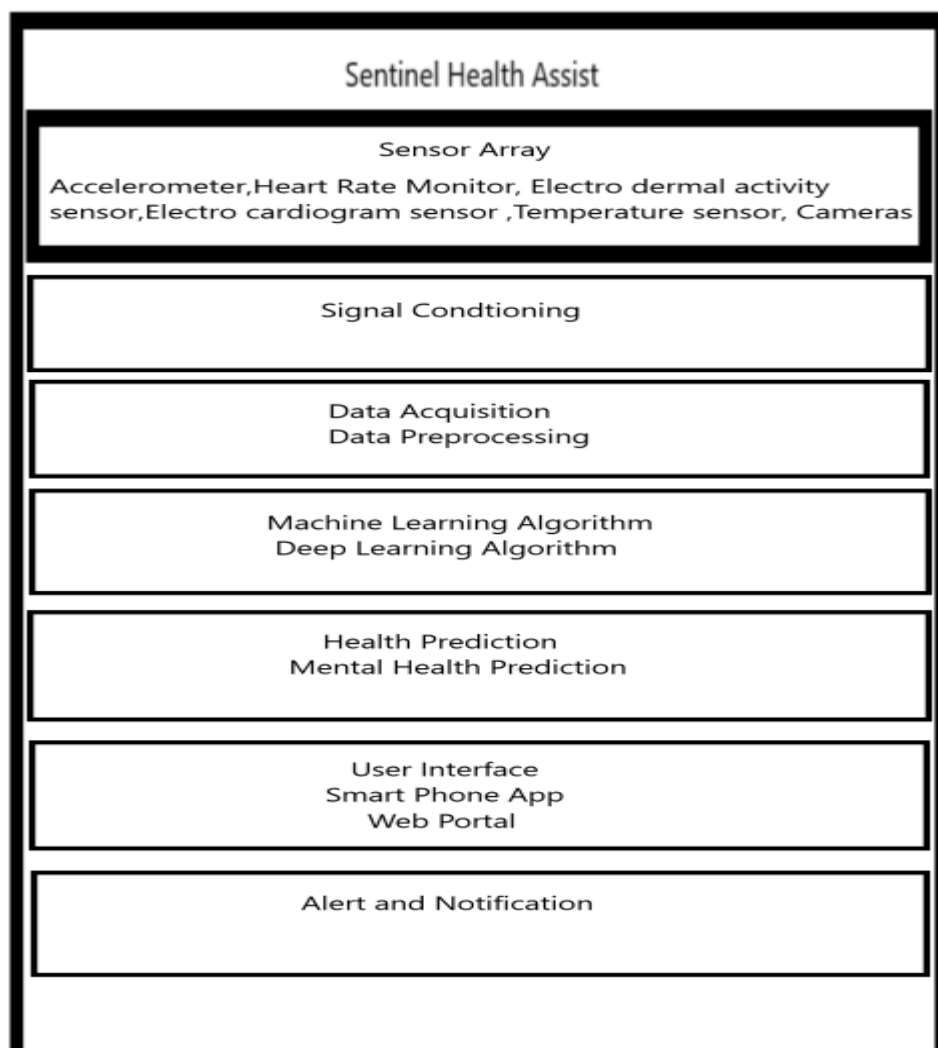 Sentinel Health Assist
Sensor Array
Accelerometer,Heart Rate Monitor, Electro dermal activity
sensor,Electro cardiogram sensor ,Temperature sensor, Cameras
Signal Condtioning
Data Acquisition
Data Preprocessing
Machine Learning Algorithm
Deep Learning Algorithm
Health Prediction
Mental Health Prediction
User Interface
Smart Phone App
Web Portal
Alert and Notification